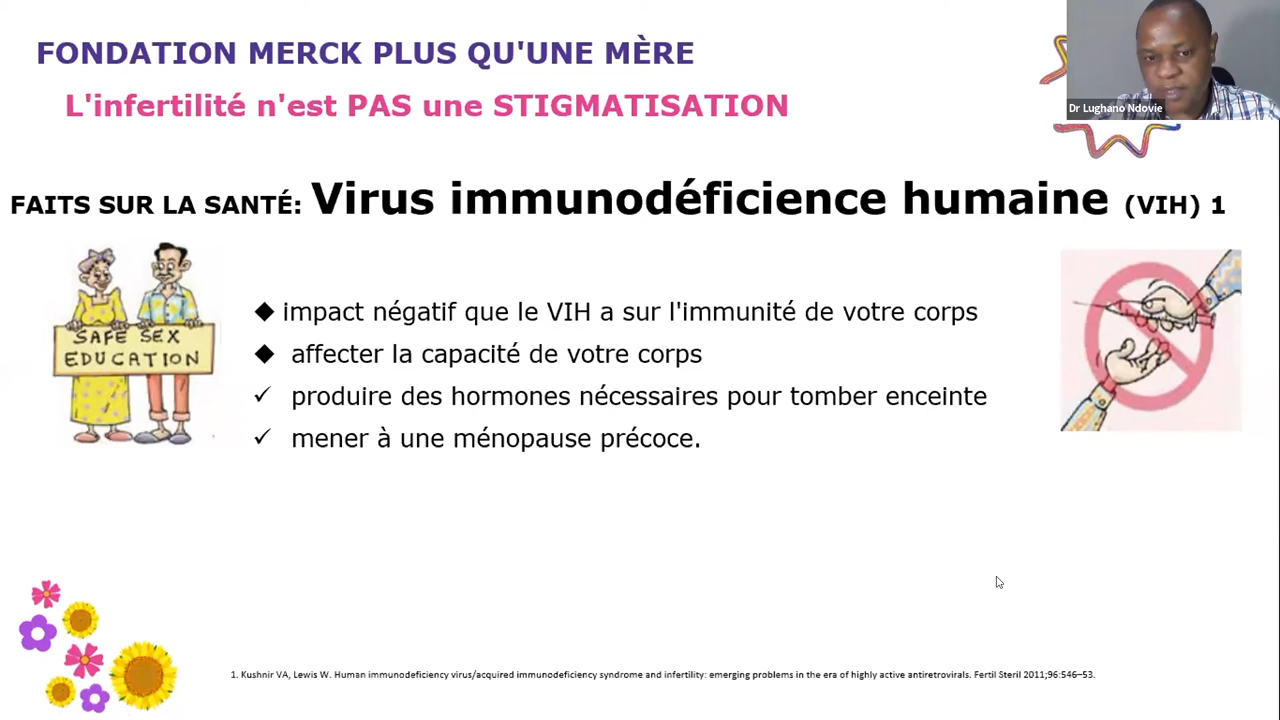 FONDATION MERCK PLUS QU'UNE MÈRE
L'infertilité n'est PAS une STIGMATISATION
Dr Lughano Ndovie
FAITS SUR LA SANTÉ: Virus immunodéficience humaine (VIH) 1
SAFE SEX
EDUCATION
◆ impact négatif que le VIH a sur l'immunité de votre corps
◆ affecter la capacité de votre corps
✓ produire des hormones nécessaires pour tomber enceinte
✓ mener à une ménopause précoce.
1. Kushnir VA, Lewis W. Human immunodeficiency virus/acquired immunodeficiency syndrome and infertility: emerging problems in the era of highly active antiretrovirals. Fertil Steril 2011;96:546–53.